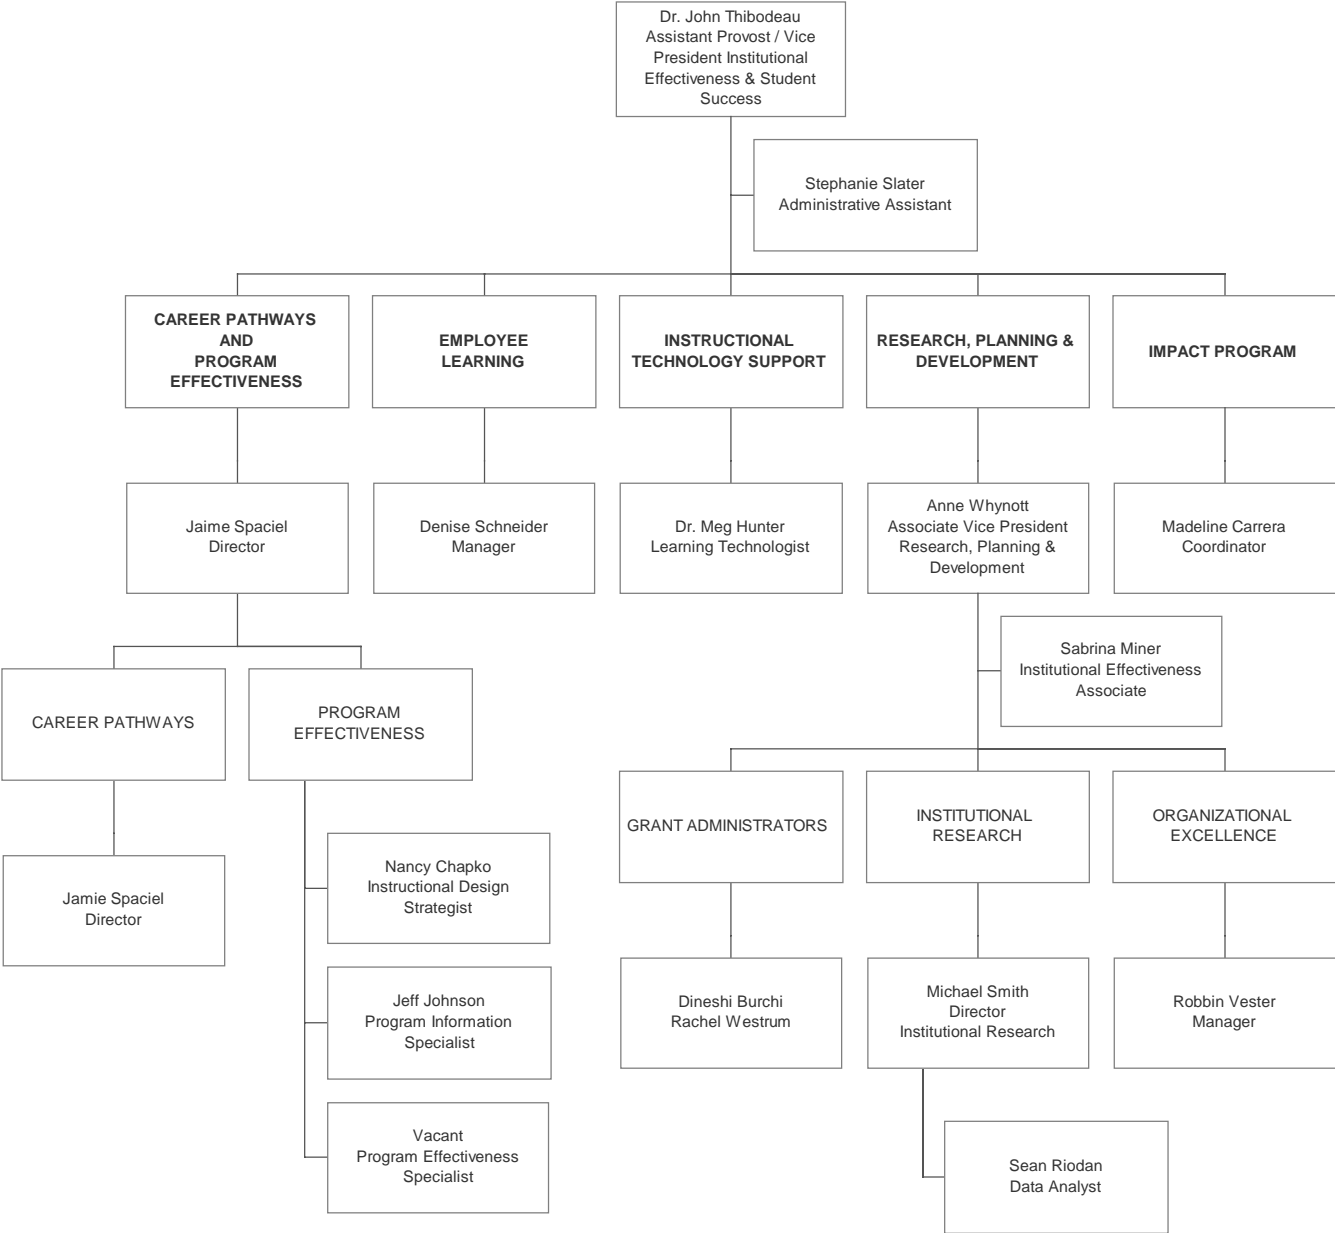 Dr. John Thibodeau
Assistant Provost / Vice
President Institutional
Effectiveness & Student
Success
Stephanie Slater
Administrative Assistant
CAREER PATHWAYS
AND
PROGRAM
EFFECTIVENESS
EMPLOYEE
LEARNING
INSTRUCTIONAL
TECHNOLOGY SUPPORT
RESEARCH, PLANNING &
DEVELOPMENT
IMPACT PROGRAM
Jaime Spaciel
Director
Denise Schneider
Manager
Dr. Meg Hunter
Learning Technologist
Anne Whynott
Associate Vice President
Research, Planning &
Development
Madeline Carrera
Coordinator
Sabrina Miner
Institutional Effectiveness
Associate
CAREER PATHWAYS
PROGRAM
EFFECTIVENESS
GRANT ADMINISTRATORS
INSTITUTIONAL
RESEARCH
ORGANIZATIONAL
EXCELLENCE
Jamie Spaciel
Director
Nancy Chapko
Instructional Design
Strategist
Jeff Johnson
Program Information
Specialist
Vacant
Program Effectiveness
Specialist
Dineshi Burchi
Rachel Westrum
Michael Smith
Director
Institutional Research
Robbin Vester
Manager
Sean Riodan
Data Analyst